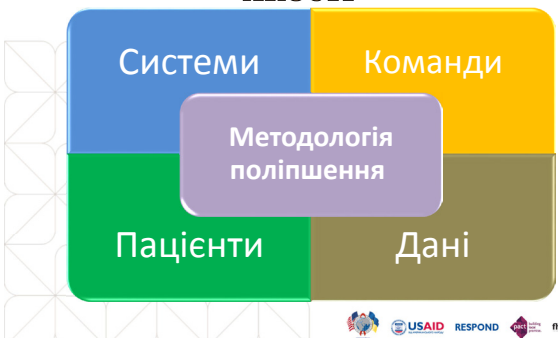 Системи
Команди
Методологія
поліпшення
Пацієнти
Дані
USAID
RESPOND
pact